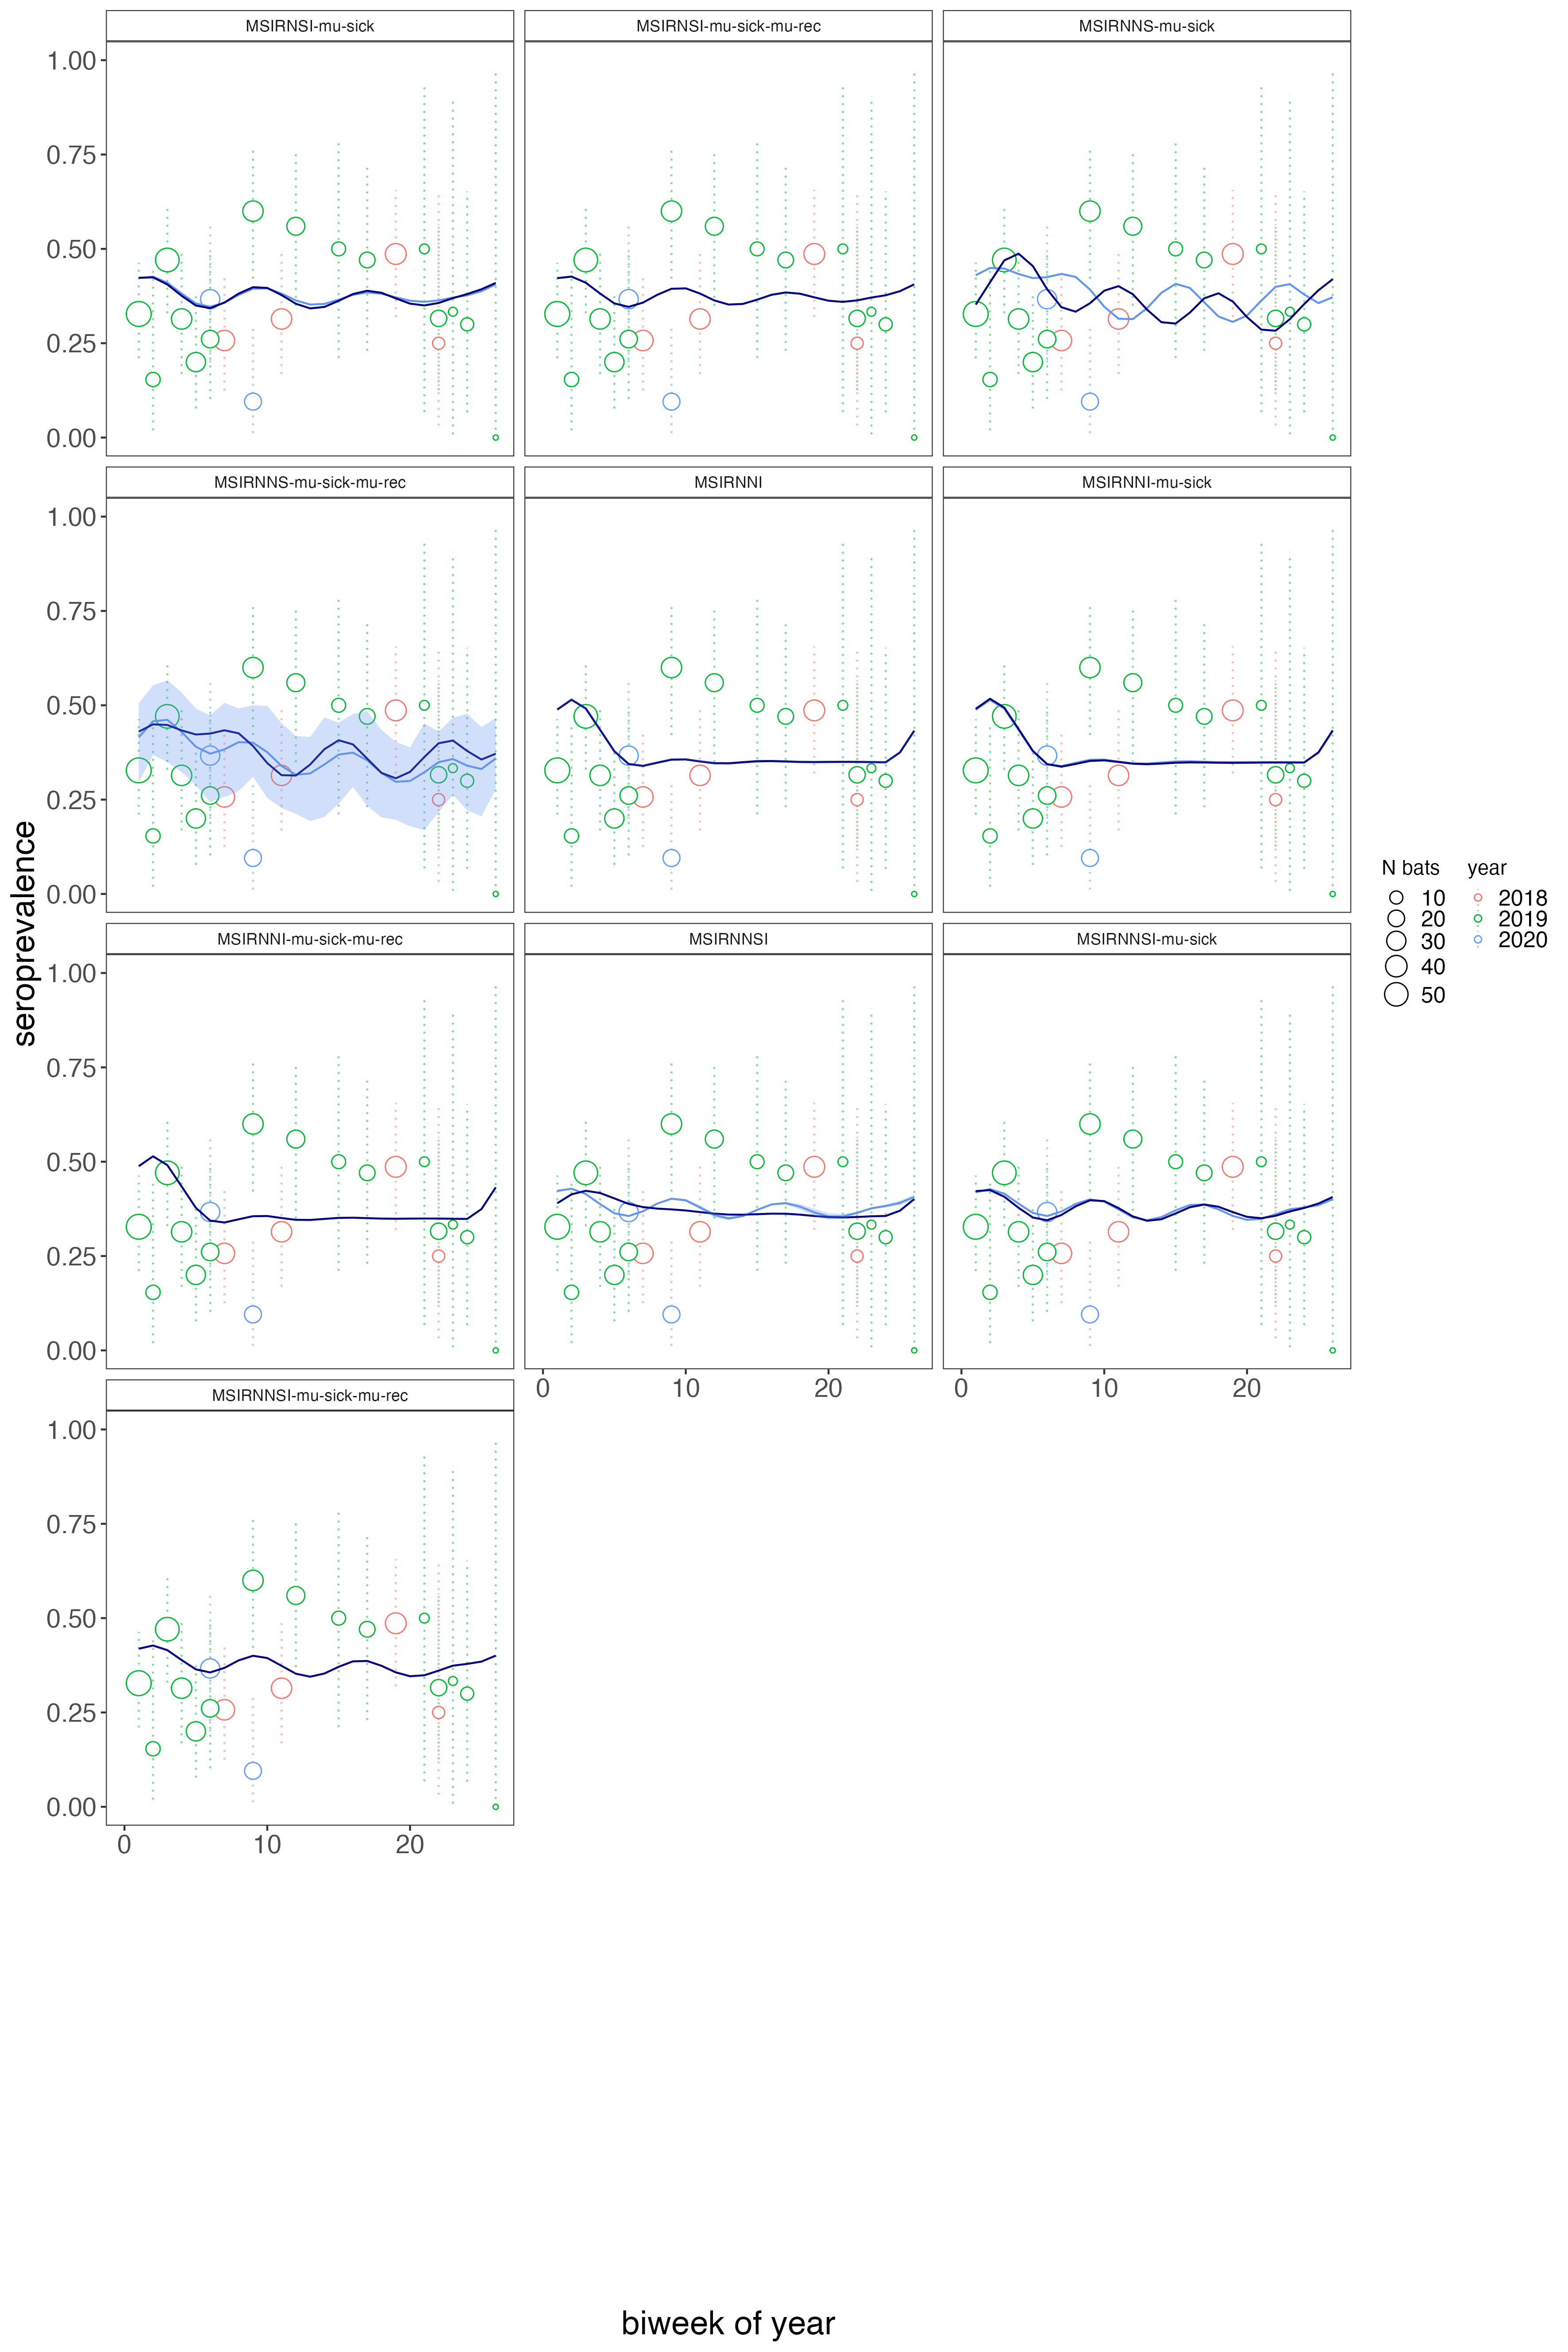 MSIRNSI-mu-sick
MSIRNSI-mu-sick-mu-rec
MSIRNNS-mu-sick
1.00
0.75
0.50
0.25
0.00
MSIRNNS-mu-sick-mu-rec
MSIRNNI
MSIRNNI-mu-sick
1.00
0.75
0.50
0.25
0.00
MSIRNNI-mu-sick-mu-rec
MSIRNNSI
MSIRNNSI-mu-sick
1.00
0.75
0.50
0.25
0.00
0 10 20
0 10 20
MSIRNNSI-mu-sick-mu-rec
1.00
0.75
0.50
0.25
0.00
0 10 20
seroprevalence
biweek of year
N bats
10
20
30
40
50
year
2018
2019
2020